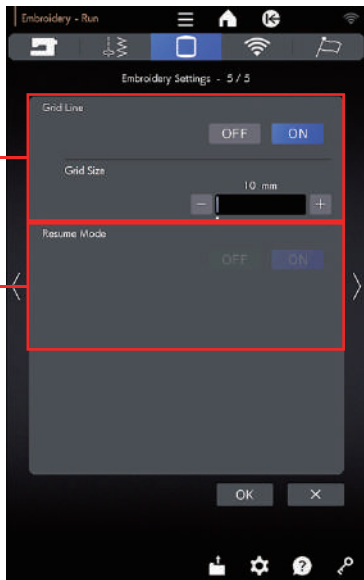 Embroidery - Run
Embroidery Settings - 5 / 5
Grid Line
OFF ON
Grid Size
10 mm
− +
Resume Mode
OFF ON
OK ×